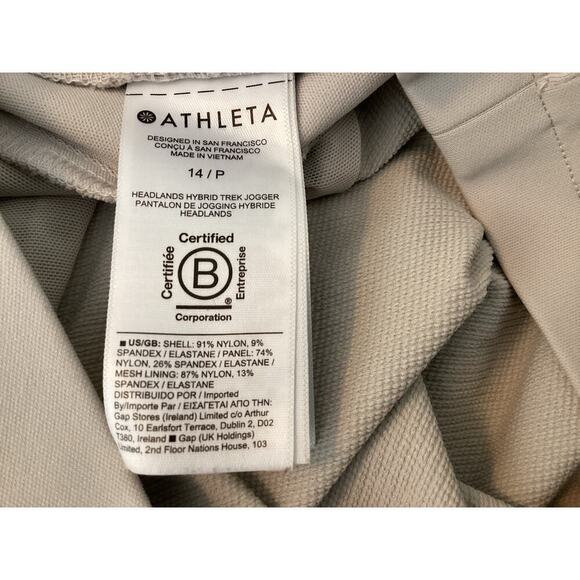 ATHLETA
DESIGNED IN SAN FRANCISCO
CONÇU À SAN FRANCISCO
MADE IN VIETNAM
14 / P
HEADLANDS HYBRID TREK JOGGER
PANTALON DE JOGGING HYBRIDE
HEADLANDS
Certified
Certifiée
B
Entreprise
®
Corporation
■ US/GB: SHELL: 91% NYLON, 9%
SPANDEX / ELASTANE / PANEL: 74%
NYLON, 26% SPANDEX / ELASTANE /
MESH LINING: 87% NYLON, 13%
SPANDEX / ELASTANE
DISTRIBUIDO POR / Imported
By/Importe Par / ΕΙΣΑΓΕΤΑΙ ΑΠΟ ΤΗΝ:
Gap Stores (Ireland) Limited c/o Arthur
Cox, 10 Earlsfort Terrace, Dublin 2, D02
T380, Ireland ■ Gap (UK Holdings)
Limited, 2nd Floor Nations House, 103